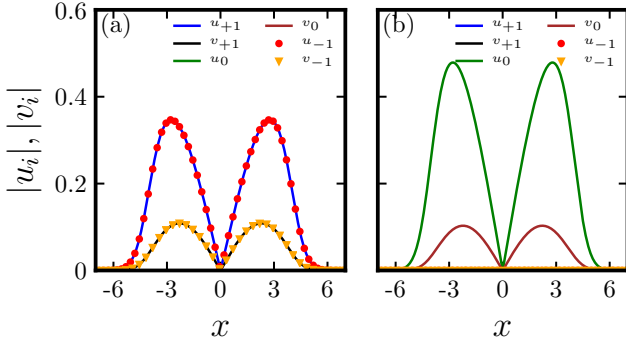 (a)
u+1
v+1
u0
v0
u−1
v−1
(b)
u+1
v+1
u0
v0
u−1
v−1
|ui|, |vi|
0.6
0.4
0.2
0
-6 -3 0 3 6
-6 -3 0 3 6
x
x